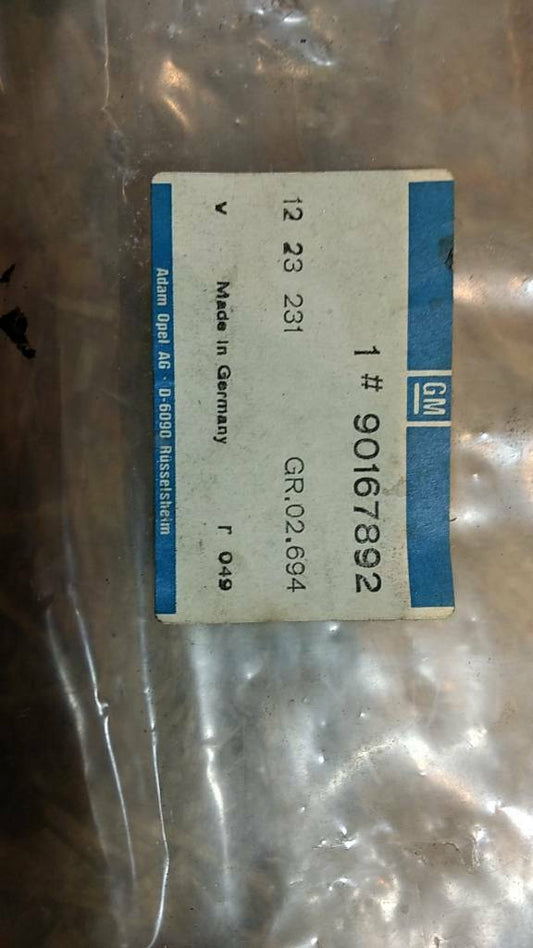 GM
1 # 90167892
12 23 231 GR.02.694
v Made in Germany r 049
Adam Opel AG · D-6090 Rüsselsheim